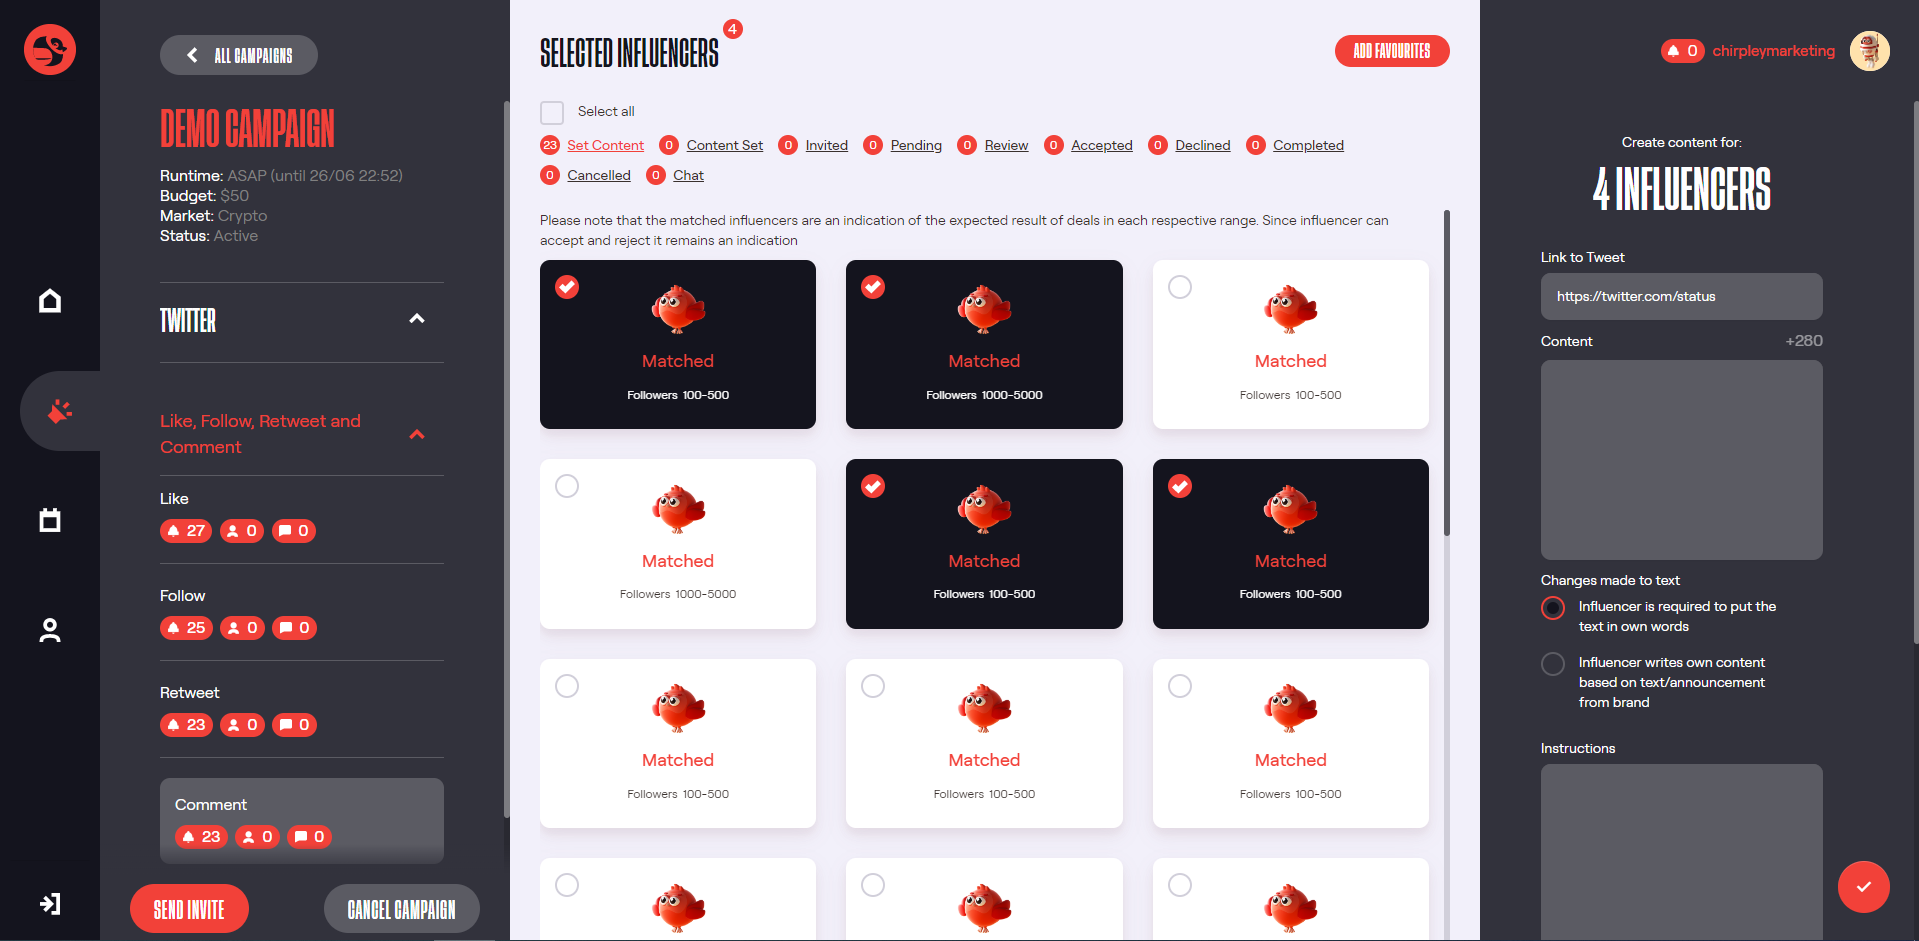 ALL CAMPAIGNS
DEMO CAMPAIGN
Runtime: ASAP (until 26/06 22:52)
Budget: $50
Market: Crypto
Status: Active
TWITTER
Like, Follow, Retweet and
Comment
Like
27 0 0
Follow
25 0 0
Retweet
23 0 0
Comment
23 0 0
SEND INVITE
CANCEL CAMPAIGN
SELECTED INFLUENCERS 4
ADD FAVOURITES
Select all
23 Set Content 0 Content Set 0 Invited 0 Pending 0 Review 0 Accepted 0 Declined 0 Completed
0 Cancelled 0 Chat
Please note that the matched influencers are an indication of the expected result of deals in each respective range. Since influencer can
accept and reject it remains an indication
Matched
Followers 100-500
Matched
Followers 1000-5000
Matched
Followers 100-500
Matched
Followers 1000-5000
Matched
Followers 100-500
Matched
Followers 100-500
Matched
Followers 100-500
Matched
Followers 100-500
Matched
Followers 100-500
0 chirpleymarketing
Create content for:
4 INFLUENCERS
Link to Tweet
https://twitter.com/status
Content +280
Changes made to text
Influencer is required to put the
text in own words
Influencer writes own content
based on text/announcement
from brand
Instructions